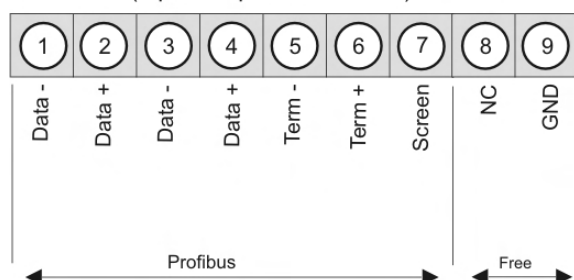 1 2 3 4 5 6 7 8 9
Data - Data + Data - Data + Term - Term + Screen NC GND
Profibus Free